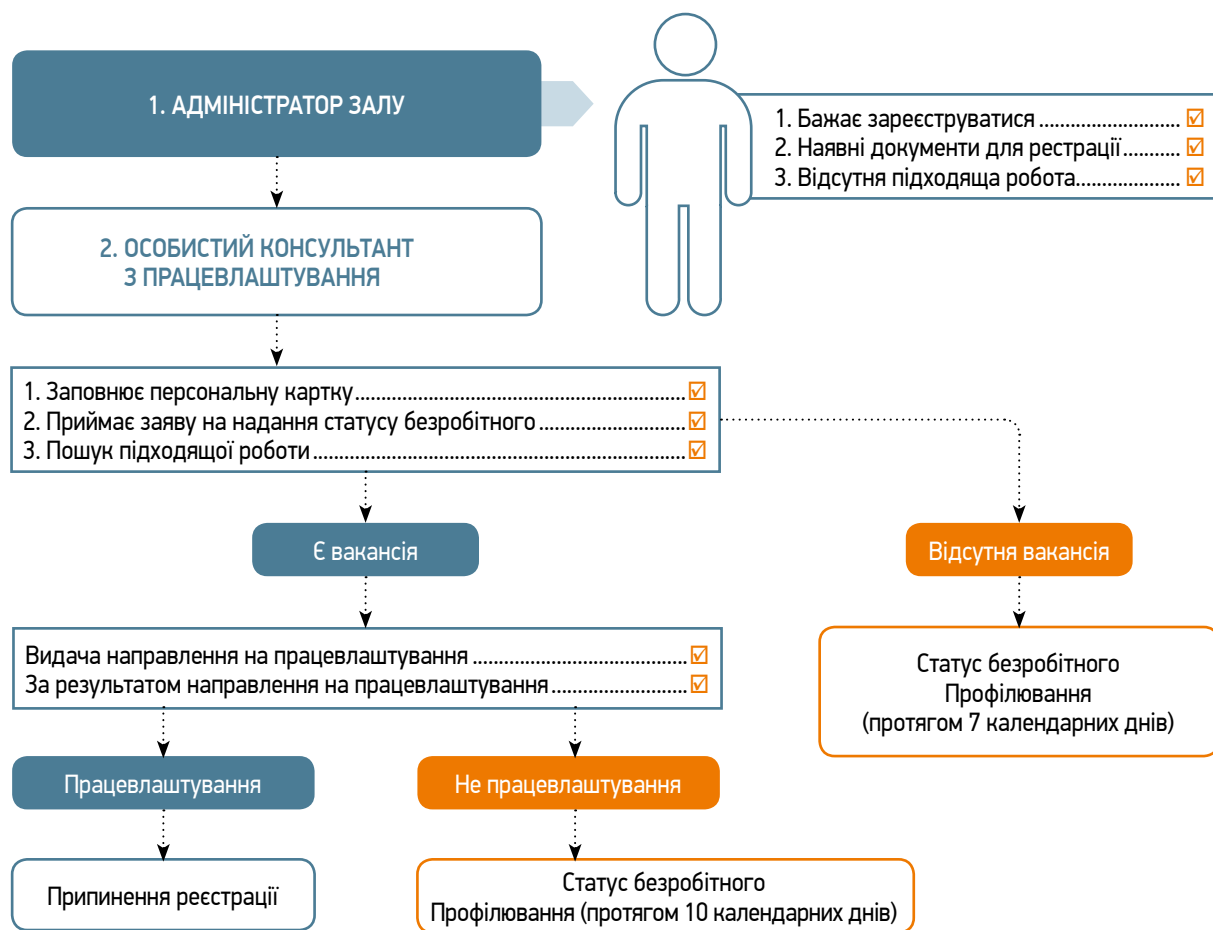 1. АДМІНІСТРАТОР ЗАЛУ
1. Бажає зареєструватися
2. Наявні документи для рестрації
3. Відсутня підходяща робота
2. ОСОБИСТИЙ КОНСУЛЬТАНТ
З ПРАЦЕВЛАШТУВАННЯ
1. Заповнює персональну картку
2. Приймає заяву на надання статусу безробітного
3. Пошук підходящої роботи
Є вакансія
Відсутня вакансія
Видача направлення на працевлаштування
За результатом направлення на працевлаштування
Статус безробітного
Профілювання
(протягом 7 календарних днів)
Працевлаштування
Не працевлаштування
Припинення реєстрації
Статус безробітного
Профілювання (протягом 10 календарних днів)